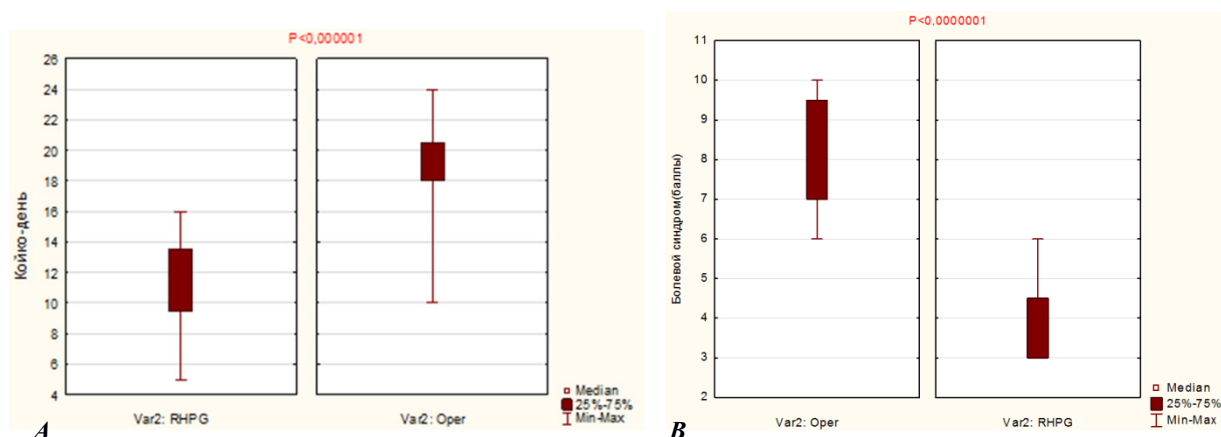 P<0,000001
Койко-день
26
24
22
20
18
16
14
12
10
8
6
4
Var2: RHPG
Var2: Oper
Median
25%-75%
Min-Max
A
P<0,0000001
Болевой синдром(баллы)
11
10
9
8
7
6
5
4
3
2
Var2: Oper
Var2: RHPG
Median
25%-75%
Min-Max
B